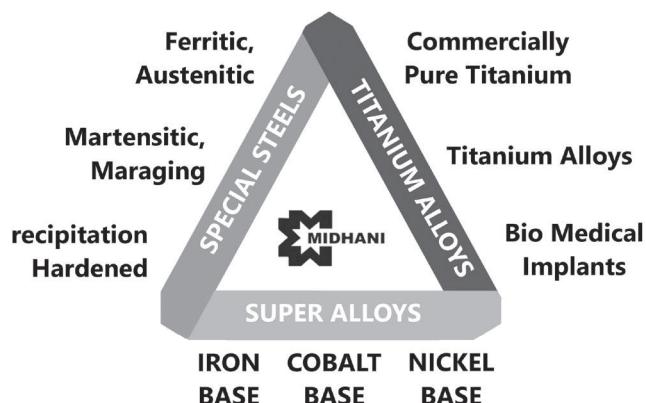 Ferritic,
Austenitic
Martensitic,
Maraging
recipitation
Hardened
SPECIAL STEELS
TITANIUM ALLOYS
MIDHANI
SUPER ALLOYS
Commercially
Pure Titanium
Titanium Alloys
Bio Medical
Implants
IRON
BASE
COBALT
BASE
NICKEL
BASE